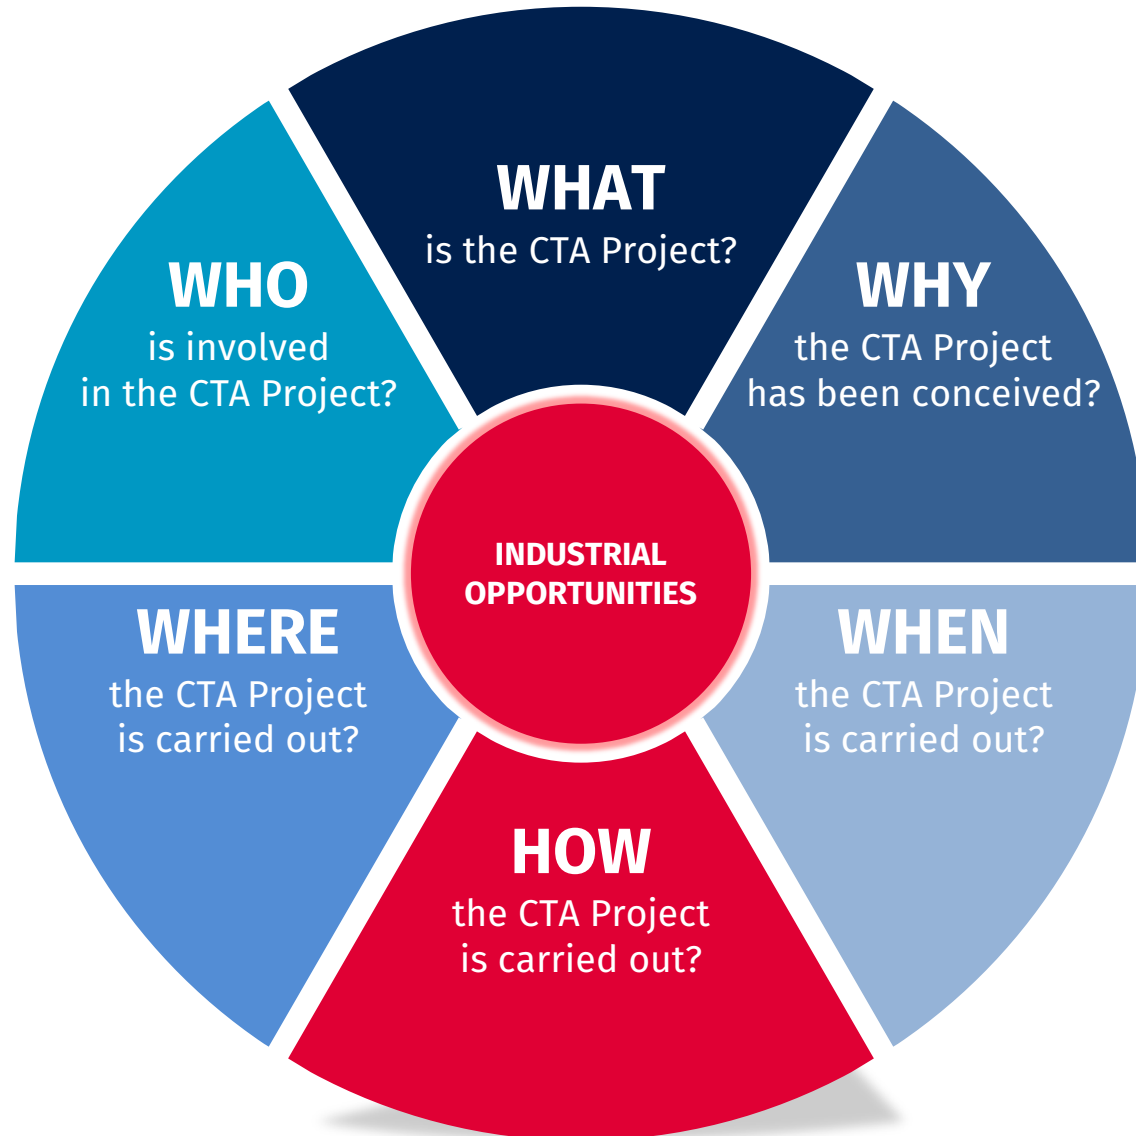 WHAT
is the CTA Project?
WHY
the CTA Project
has been conceived?
WHEN
the CTA Project
is carried out?
HOW
the CTA Project
is carried out?
WHERE
the CTA Project
is carried out?
WHO
is involved
in the CTA Project?
INDUSTRIAL
OPPORTUNITIES